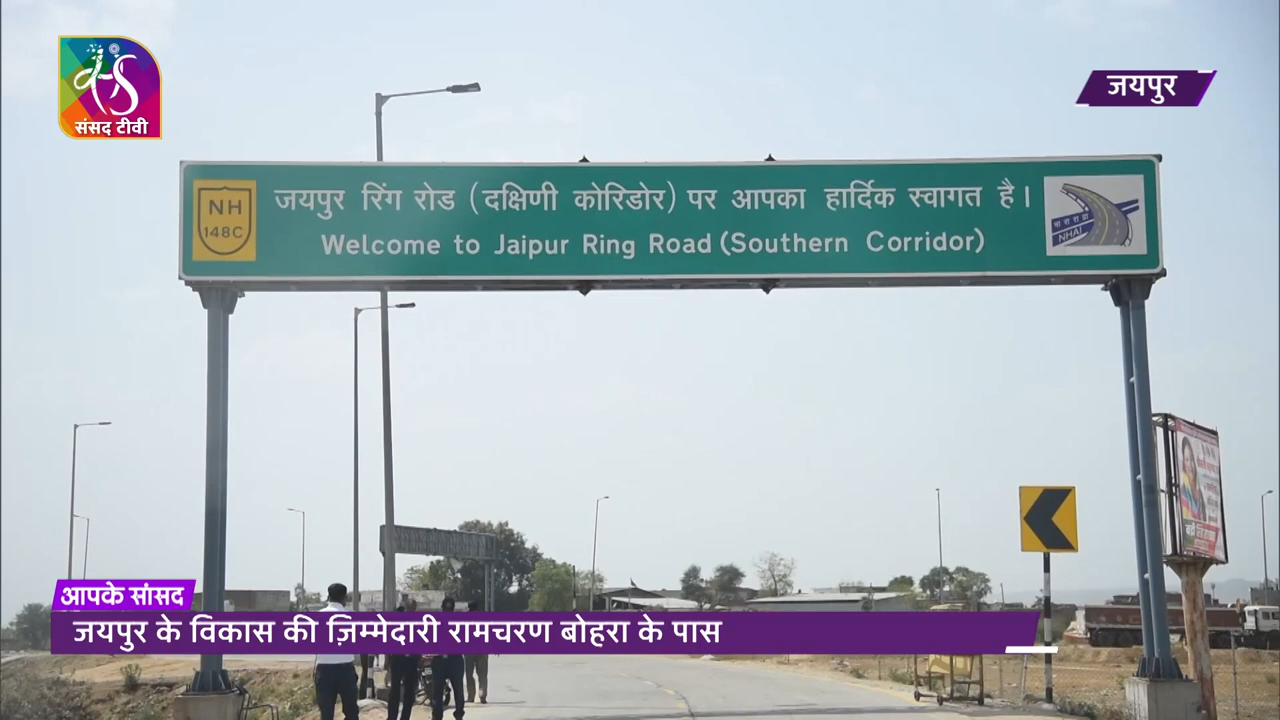 संसद टीवी
जयपुर
NH
148C
जयपुर रिंग रोड (दक्षिणी कोरिडोर) पर आपका हार्दिक स्वागत है।
Welcome to Jaipur Ring Road (Southern Corridor)
भा रा रा प्रा
NHAI
आपके सांसद
जयपुर के विकास की ज़िम्मेदारी रामचरण बोहरा के पास